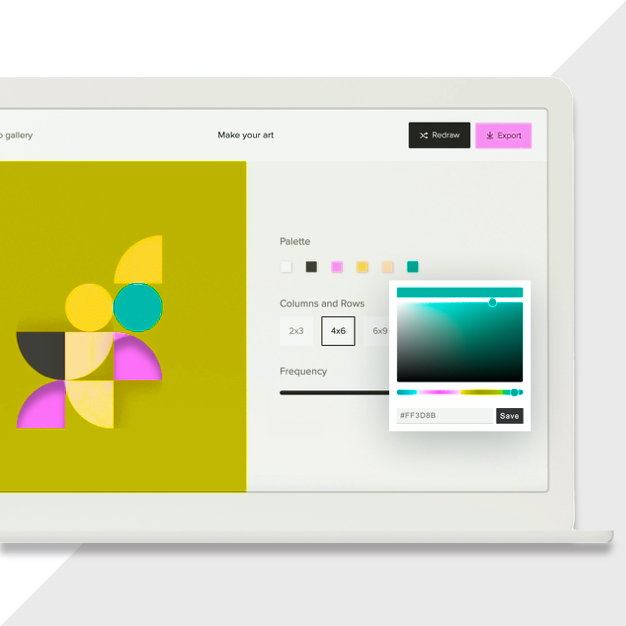 gallery
Make your art
Redraw
Export
Palette
Columns and Rows
2x3
4x6
6x9
Frequency
#FF3D8B
Save